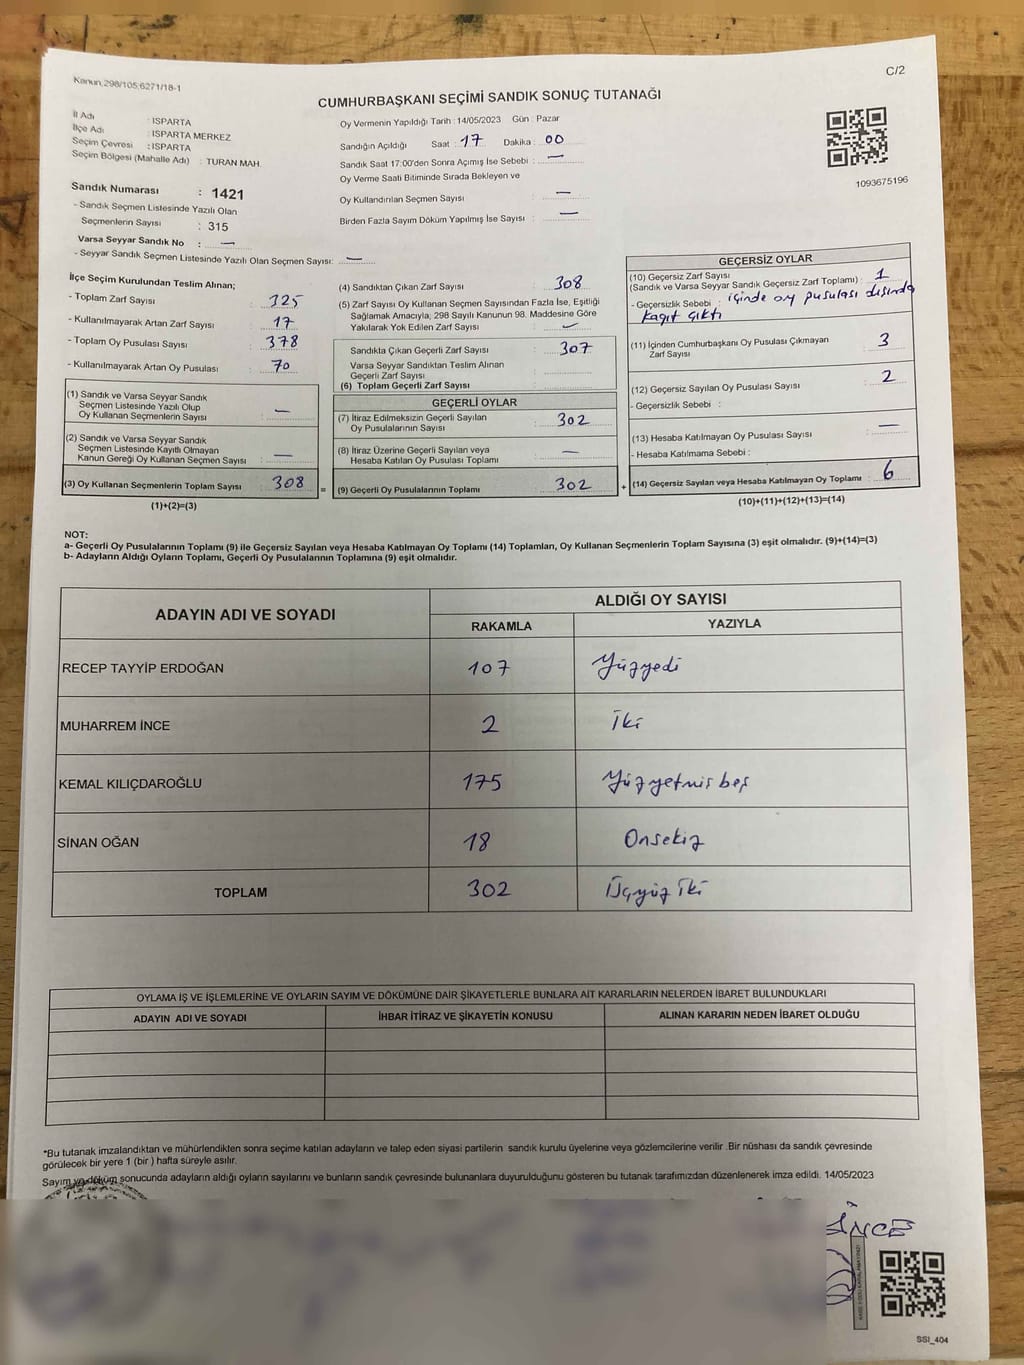 Kanun.298/105;6271/18-1
C/2
CUMHURBAŞKANI SEÇİMİ SANDIK SONUÇ TUTANAĞI
İl Adı : ISPARTA
İlçe Adı : ISPARTA MERKEZ
Seçim Çevresi : ISPARTA
Seçim Bölgesi (Mahalle Adı) : TURAN MAH.
Sandık Numarası : 1421
- Sandık Seçmen Listesinde Yazılı Olan
Seçmenlerin Sayısı : 315
Varsa Seyyar Sandık No : —
- Seyyar Sandık Seçmen Listesinde Yazılı Olan Seçmen Sayısı: —
Oy Vermenin Yapıldığı Tarih : 14/05/2023 Gün : Pazar
Sandığın Açıldığı Saat : 17 Dakika : 00
Sandık Saat 17:00'den Sonra Açımış İse Sebebi : —
Oy Verme Saati Bitiminde Sırada Bekleyen ve
Oy Kullandırılan Seçmen Sayısı : —
Birden Fazla Sayım Döküm Yapılmış İse Sayısı : —
1093675196
İlçe Seçim Kurulundan Teslim Alınan;
- Toplam Zarf Sayısı : 325
- Kullanılmayarak Artan Zarf Sayısı : 17
- Toplam Oy Pusulası Sayısı : 378
- Kullanılmayarak Artan Oy Pusulası : 70
(1) Sandık ve Varsa Seyyar Sandık
Seçmen Listesinde Yazılı Olup
Oy Kullanan Seçmenlerin Sayısı : —
(2) Sandık ve Varsa Seyyar Sandık
Seçmen Listesinde Kayıtlı Olmayan
Kanun Gereği Oy Kullanan Seçmen Sayısı : —
(3) Oy Kullanan Seçmenlerin Toplam Sayısı : 308
(1)+(2)=(3)
(4) Sandıktan Çıkan Zarf Sayısı : 308
(5) Zarf Sayısı Oy Kullanan Seçmen Sayısından Fazla İse, Eşitliği
Sağlamak Amacıyla; 298 Sayılı Kanunun 98. Maddesine Göre
Yakılarak Yok Edilen Zarf Sayısı :
Sandıkta Çıkan Geçerli Zarf Sayısı : 307
Varsa Seyyar Sandıktan Teslim Alınan
Geçerli Zarf Sayısı :
(6) Toplam Geçerli Zarf Sayısı :
GEÇERLİ OYLAR
(7) İtiraz Edilmeksizin Geçerli Sayılan
Oy Pusulalarının Sayısı : 302
(8) İtiraz Üzerine Geçerli Sayılan veya
Hesaba Katılan Oy Pusulası Toplamı : —
= (9) Geçerli Oy Pusulalarının Toplamı : 302
GEÇERSİZ OYLAR
(10) Geçersiz Zarf Sayısı
(Sandık ve Varsa Seyyar Sandık Geçersiz Zarf Toplamı) : 1
- Geçersizlik Sebebi : içinde oy pusulası dışında
kağıt çıktı
(11) İçinden Cumhurbaşkanı Oy Pusulası Çıkmayan
Zarf Sayısı : 3
(12) Geçersiz Sayılan Oy Pusulası Sayısı : 2
- Geçersizlik Sebebi :
(13) Hesaba Katılmayan Oy Pusulası Sayısı : —
- Hesaba Katılmama Sebebi :
+ (14) Geçersiz Sayılan veya Hesaba Katılmayan Oy Toplamı : 6
(10)+(11)+(12)+(13)=(14)
NOT:
a- Geçerli Oy Pusulalarının Toplamı (9) ile Geçersiz Sayılan veya Hesaba Katılmayan Oy Toplamı (14) Toplamları, Oy Kullanan Seçmenlerin Toplam Sayısına (3) eşit olmalıdır. (9)+(14)=(3)
b- Adayların Aldığı Oyların Toplamı, Geçerli Oy Pusulalarının Toplamına (9) eşit olmalıdır.
ADAYIN ADI VE SOYADI
ALDIĞI OY SAYISI
RAKAMLA YAZIYLA
RECEP TAYYİP ERDOĞAN 107 Yüzyedi
MUHARREM İNCE 2 İki
KEMAL KILIÇDAROĞLU 175 Yüzyetmiş beş
SİNAN OĞAN 18 Onsekiz
TOPLAM 302 Üçyüz İki
OYLAMA İŞ VE İŞLEMLERİNE VE OYLARIN SAYIM VE DÖKÜMÜNE DAİR ŞİKAYETLERLE BUNLARA AİT KARARLARIN NELERDEN İBARET BULUNDUKLARI
ADAYIN ADI VE SOYADI İHBAR İTİRAZ VE ŞİKAYETİN KONUSU ALINAN KARARIN NEDEN İBARET OLDUĞU
*Bu tutanak imzalandıktan ve mühürlendikten sonra seçime katılan adayların ve talep eden siyasi partilerin sandık kurulu üyelerine veya gözlemcilerine verilir .Bir nüshası da sandık çevresinde
görülecek bir yere 1 (bir ) hafta süreyle asılır.
Sayım ve döküm sonucunda adayların aldığı oyların sayılarını ve bunların sandık çevresinde bulunanlara duyurulduğunu gösteren bu tutanak tarafımızdan düzenlenerek imza edildi. 14/05/2023
İNCE
SSI_404